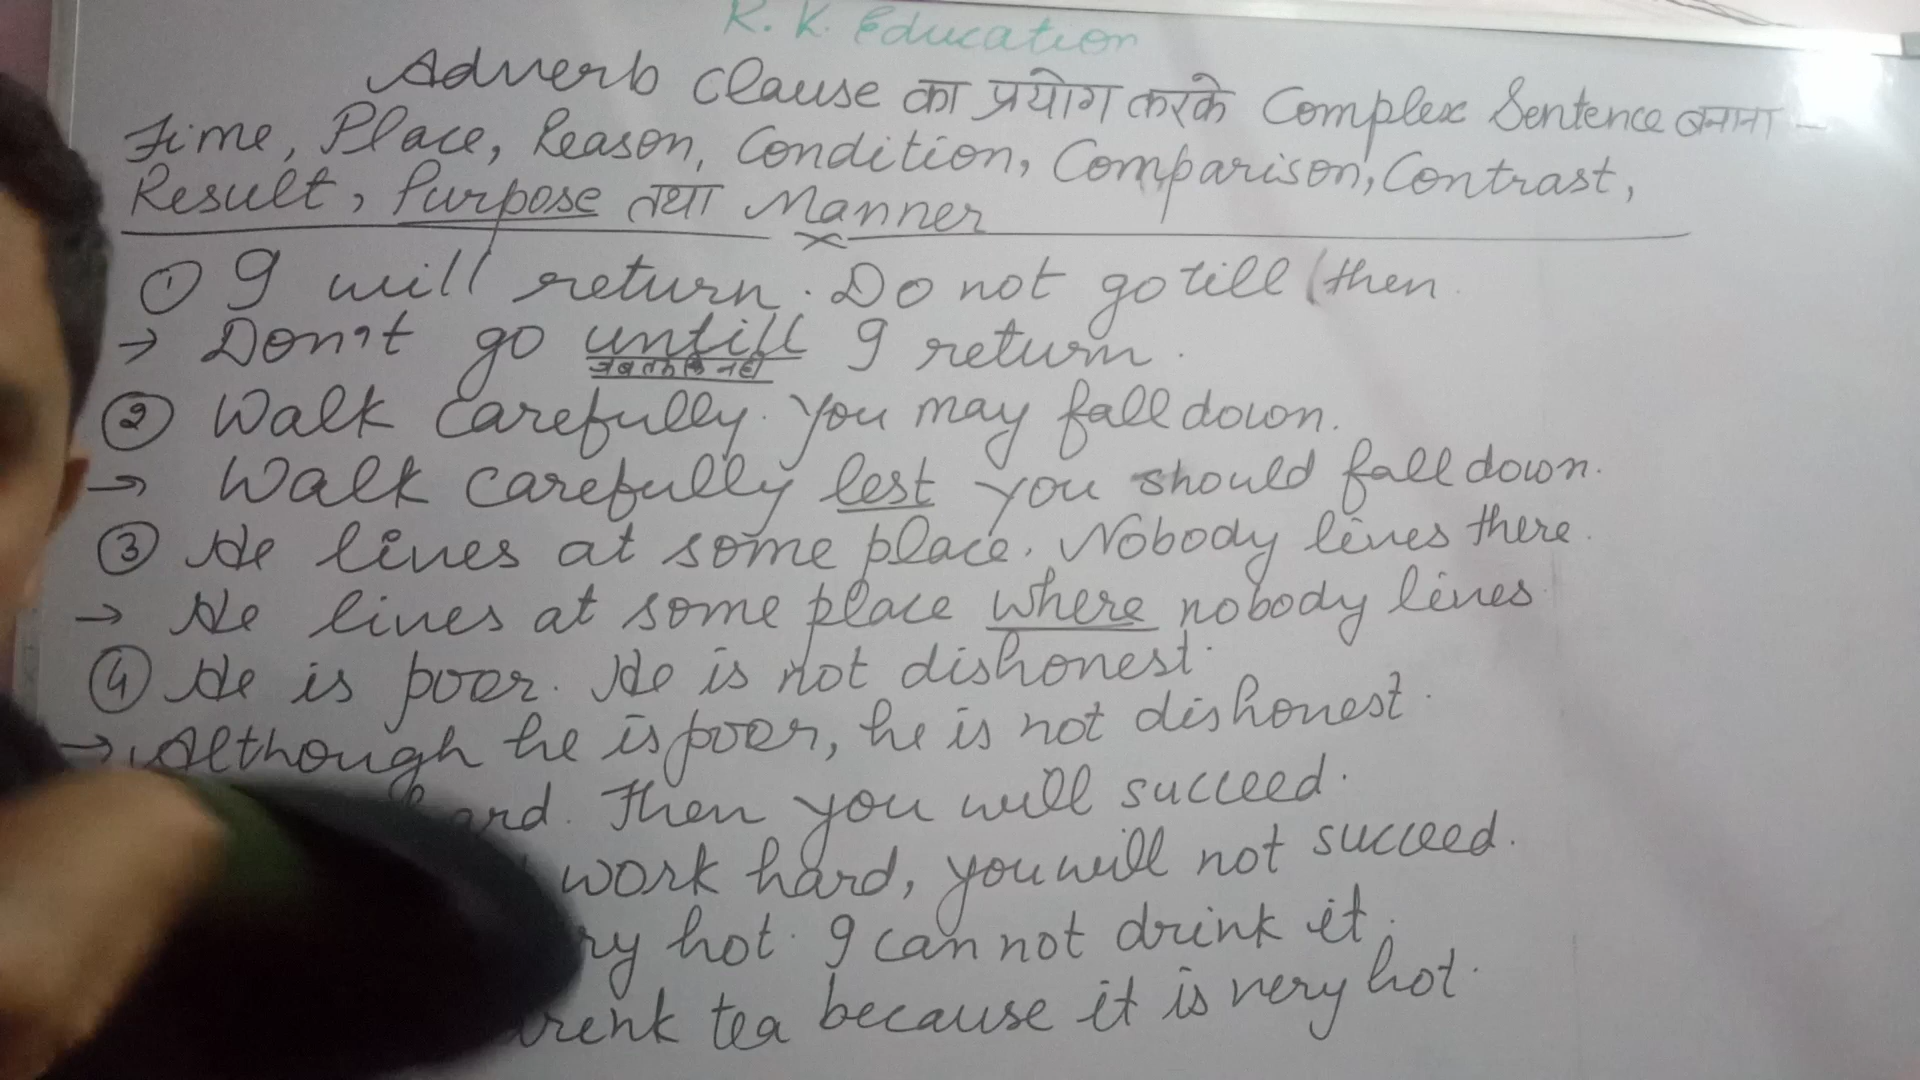 R. K. Education
Adverb Clause का प्रयोग करके Complex Sentence बनाना -
Time, Place, Reason, Condition, Comparison, Contrast,
Result, Purpose तथा Manner
① I will return. Do not go till then.
→ Don't go untill I return.
जब तक कि नहीं
② Walk carefully. You may fall down.
→ Walk carefully lest you should fall down.
③ He lives at some place. Nobody lives there.
→ He lives at some place where nobody lives
④ He is poor. He is not dishonest.
→ Although he is poor, he is not dishonest.
Then you will succeed.
work hard, you will not succeed.
hot. I can not drink it.
tea because it is very hot.